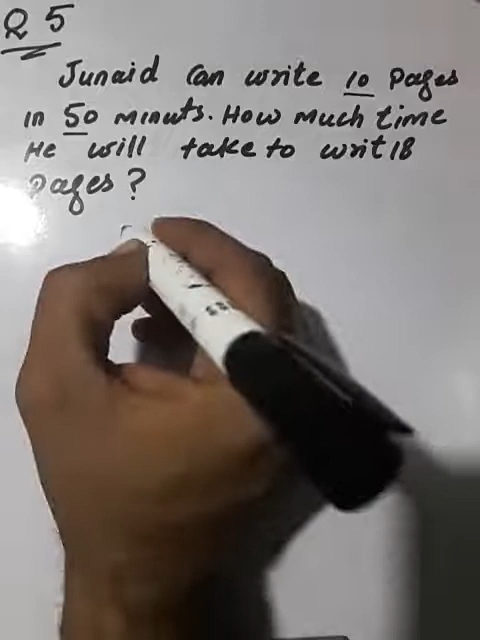 Q 5
Junaid can write 10 Pages
in 50 minuts. How much time
He will take to writ 18
pages?